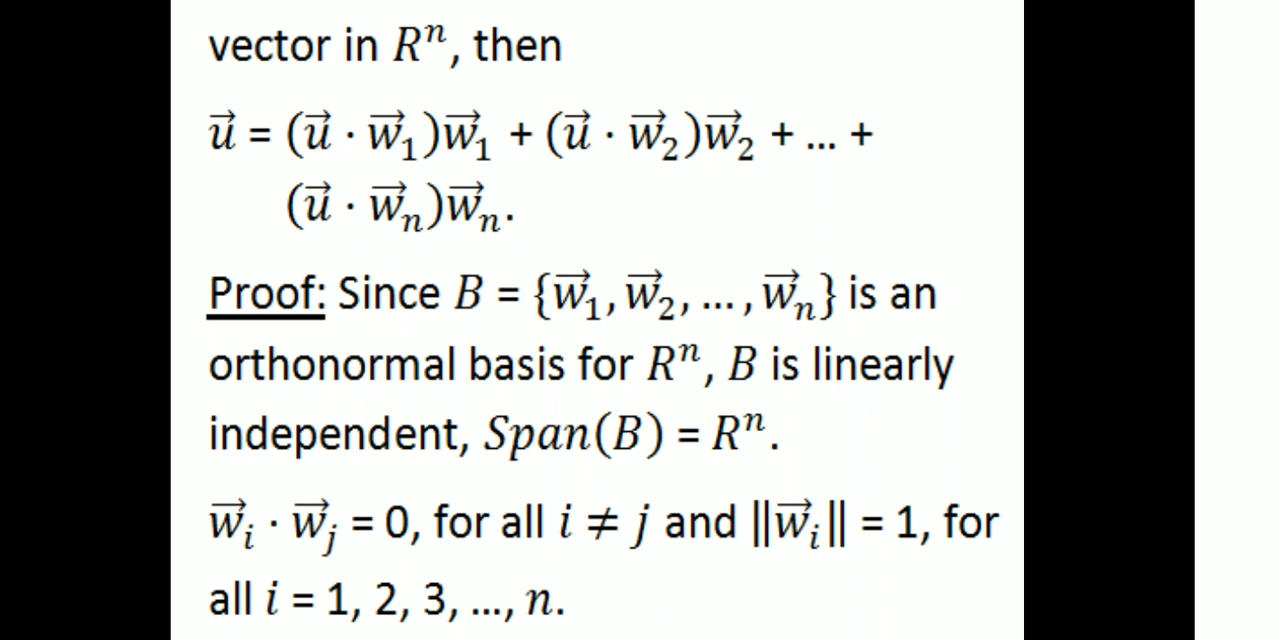 vector in Rⁿ, then
u⃗ = (u⃗ · w⃗₁)w⃗₁ + (u⃗ · w⃗₂)w⃗₂ + ... +
(u⃗ · w⃗ₙ)w⃗ₙ.
Proof: Since B = {w⃗₁, w⃗₂, ... , w⃗ₙ} is an
orthonormal basis for Rⁿ, B is linearly
independent, Span(B) = Rⁿ.
w⃗ᵢ · w⃗ⱼ = 0, for all i ≠ j and ||w⃗ᵢ|| = 1, for
all i = 1, 2, 3, ..., n.